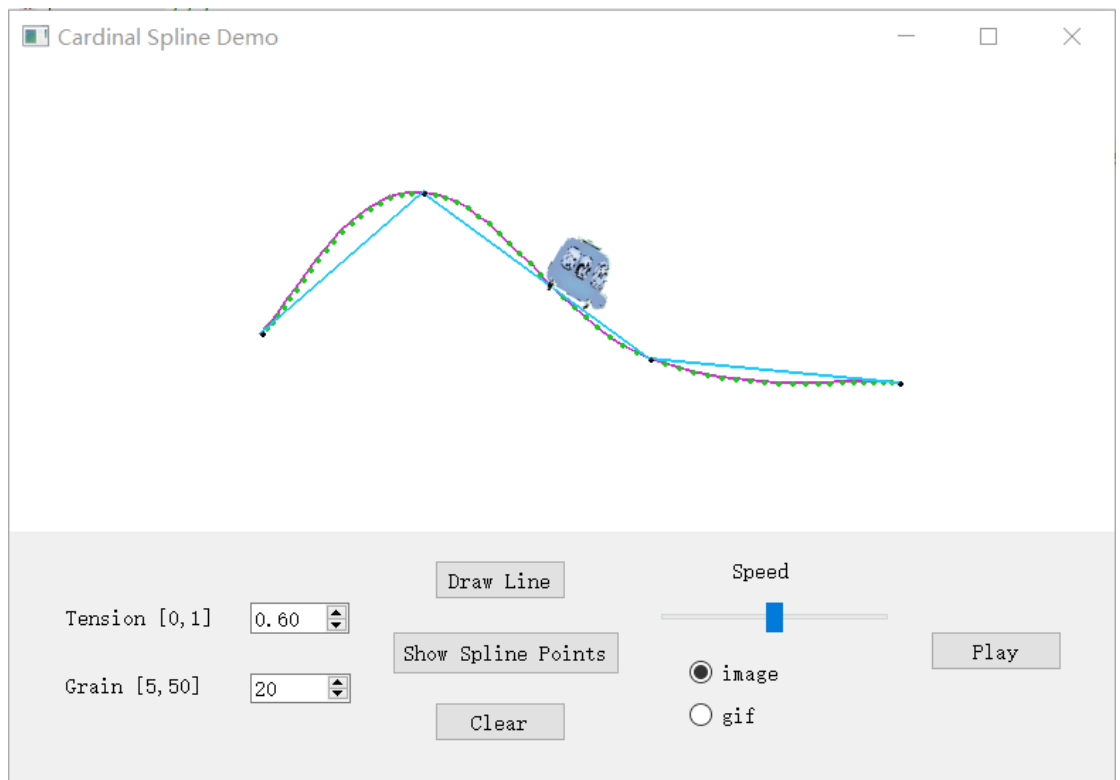 Cardinal Spline Demo
Draw Line
Speed
Tension [0,1]
0.60
Show Spline Points
Play
image
Grain [5,50]
20
gif
Clear